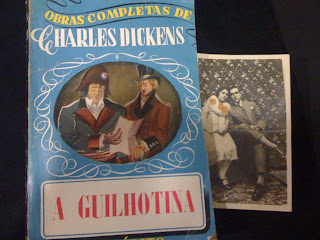 OBRAS COMPLETAS DE
CHARLES DICKENS
A GUILHOTINA